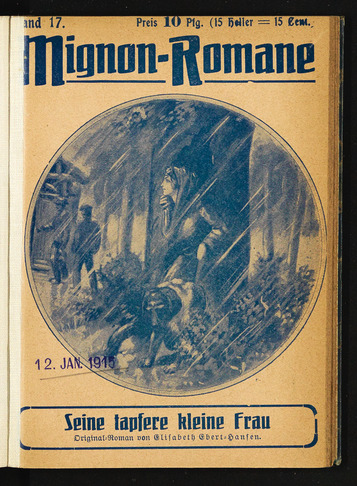 and 17. Preis 10 Pfg. (15 Heller = 15 Cent.
Mignon-Romane
12. JAN. 1915
Seine tapfere kleine Frau
Original-Roman von Elisabeth Ebert-Hansen.